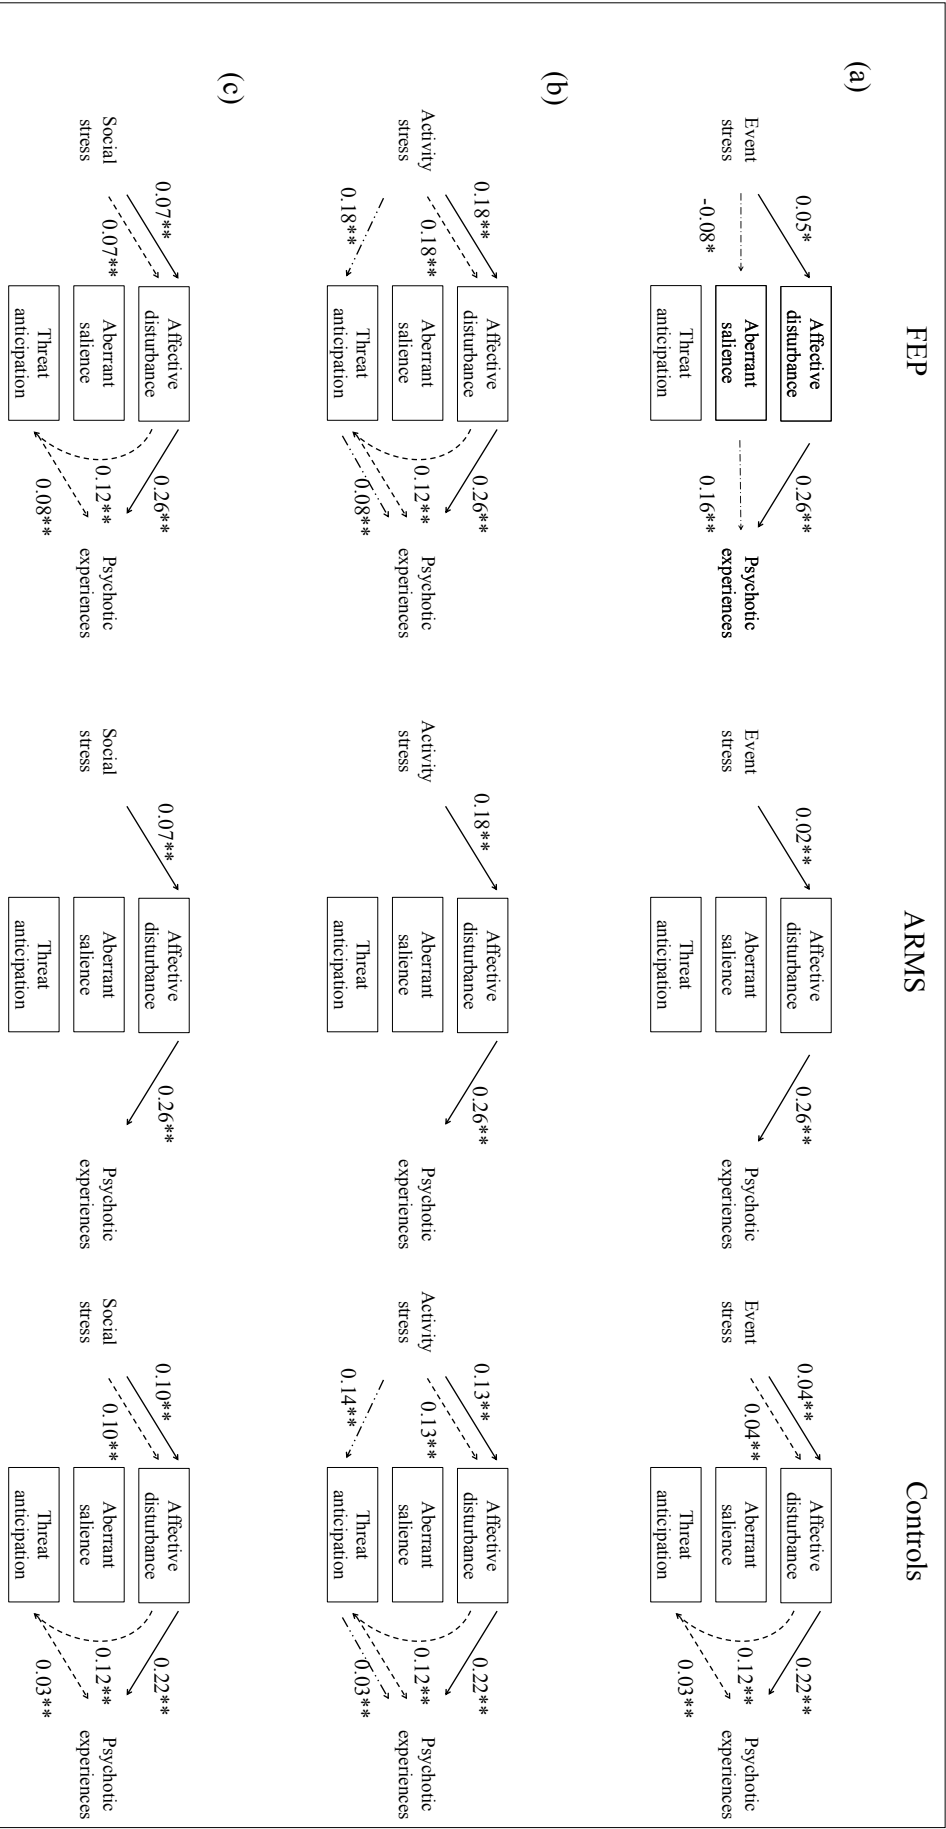 FEP
ARMS
Controls
(a)
Event
stress
0.05*
-0.08*
Affective
disturbance
Aberrant
salience
Threat
anticipation
0.26**
0.16**
Psychotic
experiences
Event
stress
0.02**
Affective
disturbance
Aberrant
salience
Threat
anticipation
0.26**
Psychotic
experiences
Event
stress
0.04**
0.04**
Affective
disturbance
Aberrant
salience
Threat
anticipation
0.22**
0.12**
0.03**
Psychotic
experiences
(b)
Activity
stress
0.18**
0.18**
0.18**
Affective
disturbance
Aberrant
salience
Threat
anticipation
0.26**
0.12**
0.08**
Psychotic
experiences
Activity
stress
0.18**
Affective
disturbance
Aberrant
salience
Threat
anticipation
0.26**
Psychotic
experiences
Activity
stress
0.13**
0.13**
0.14**
Affective
disturbance
Aberrant
salience
Threat
anticipation
0.22**
0.12**
0.03**
Psychotic
experiences
(c)
Social
stress
0.07**
0.07**
Affective
disturbance
Aberrant
salience
Threat
anticipation
0.26**
0.12**
0.08**
Psychotic
experiences
Social
stress
0.07**
Affective
disturbance
Aberrant
salience
Threat
anticipation
0.26**
Psychotic
experiences
Social
stress
0.10**
0.10**
Affective
disturbance
Aberrant
salience
Threat
anticipation
0.22**
0.12**
0.03**
Psychotic
experiences